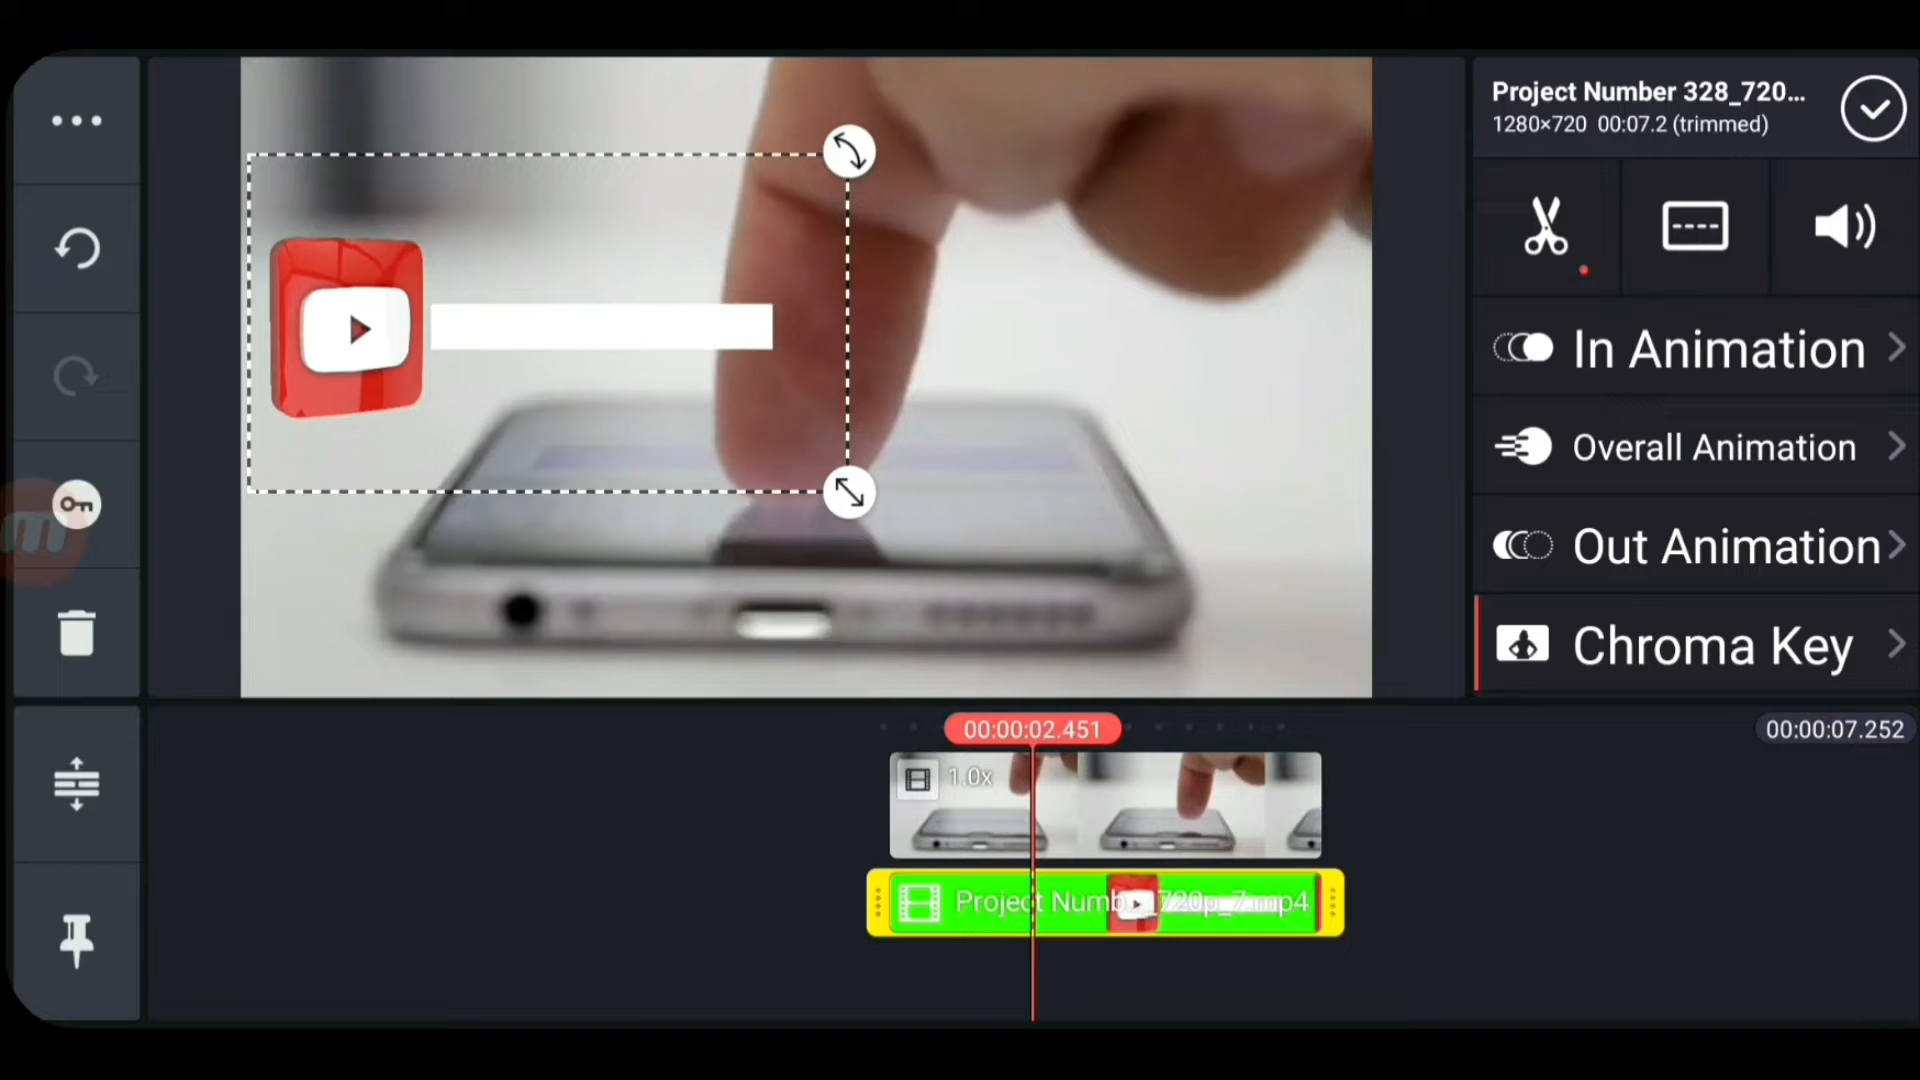 Project Number 328_720...
1280×720 00:07.2 (trimmed)
In Animation
Overall Animation
Out Animation
Chroma Key
00:00:02.451
00:00:07.252
1.0x
Project Numb..._720p_7.mp4